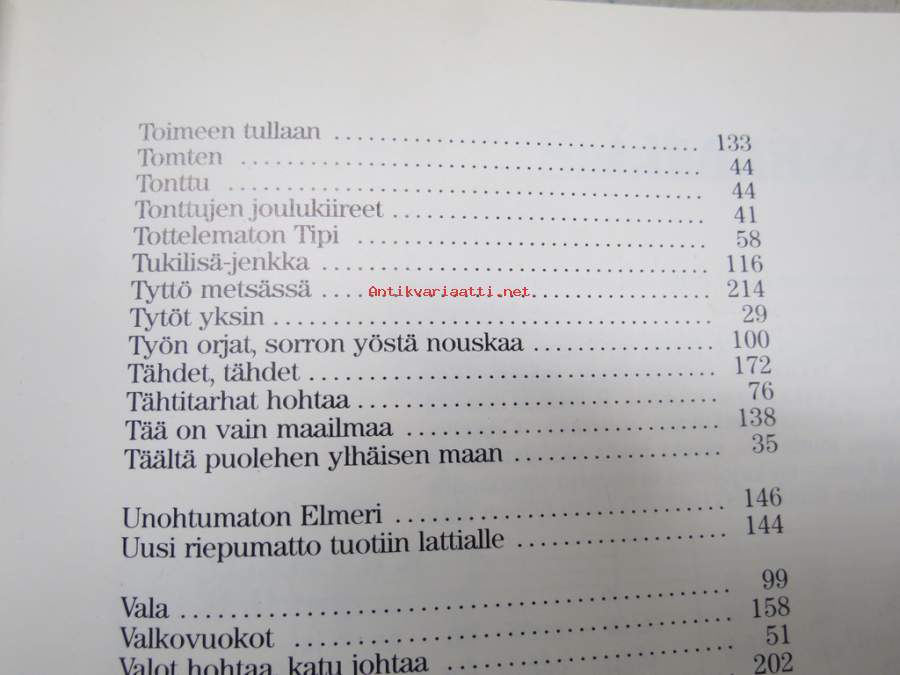 Toimeen tullaan ........ 133
Tomten ........ 44
Tonttu ........ 44
Tonttujen joulukiireet ........ 41
Tottelematon Tipi ........ 58
Tukilisä-jenkka ........ 116
Tyttö metsässä ........ 214
Antikvariaatti.net
Tytöt yksin ........ 29
Työn orjat, sorron yöstä nouskaa ........ 100
Tähdet, tähdet ........ 172
Tähtitarhat hohtaa ........ 76
Tää on vain maailmaa ........ 138
Täältä puolehen ylhäisen maan ........ 35
Unohtumaton Elmeri ........ 146
Uusi riepumatto tuotiin lattialle ........ 144
Vala ........ 99
Valkovuokot ........ 158
Valot hohtaa, katu johtaa ........ 51
202